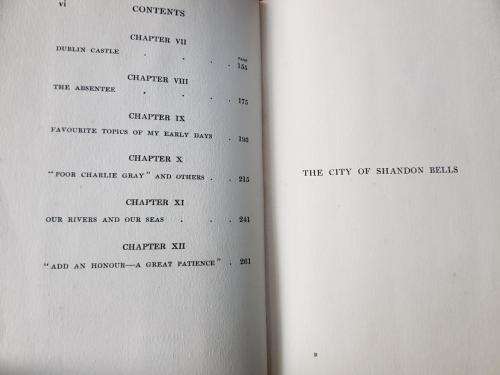 vi CONTENTS
CHAPTER VII
PAGE
DUBLIN CASTLE . . . . 154
CHAPTER VIII
THE ABSENTEE . . . . 175
CHAPTER IX
FAVOURITE TOPICS OF MY EARLY DAYS . 193
CHAPTER X
"POOR CHARLIE GRAY" AND OTHERS . . 215
CHAPTER XI
OUR RIVERS AND OUR SEAS . . . 241
CHAPTER XII
"ADD AN HONOUR—A GREAT PATIENCE" . 261
THE CITY OF SHANDON BELLS
B